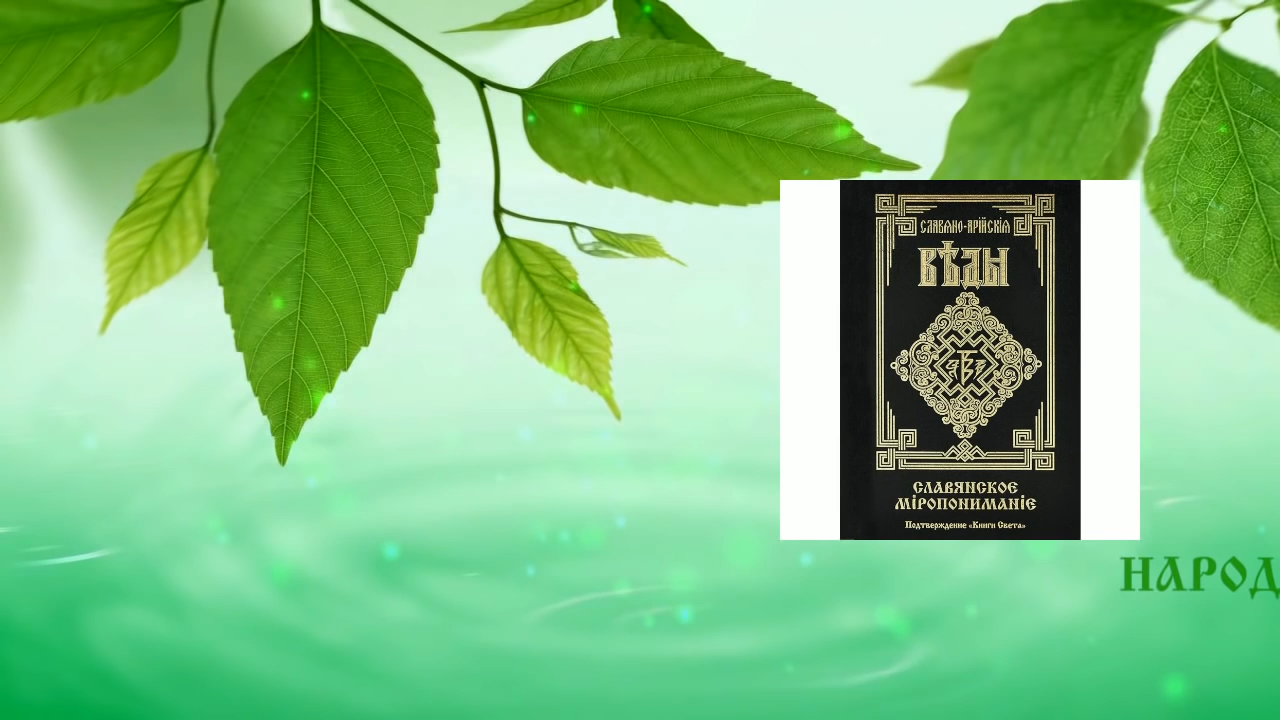 СЛАВЯНО-АРІЙСКІЯ
ВѢДЫ
СЛАВЯНСКОЕ
МІРОПОНИМАНІЕ
Подтверждение «Книги Света»
НАРОД